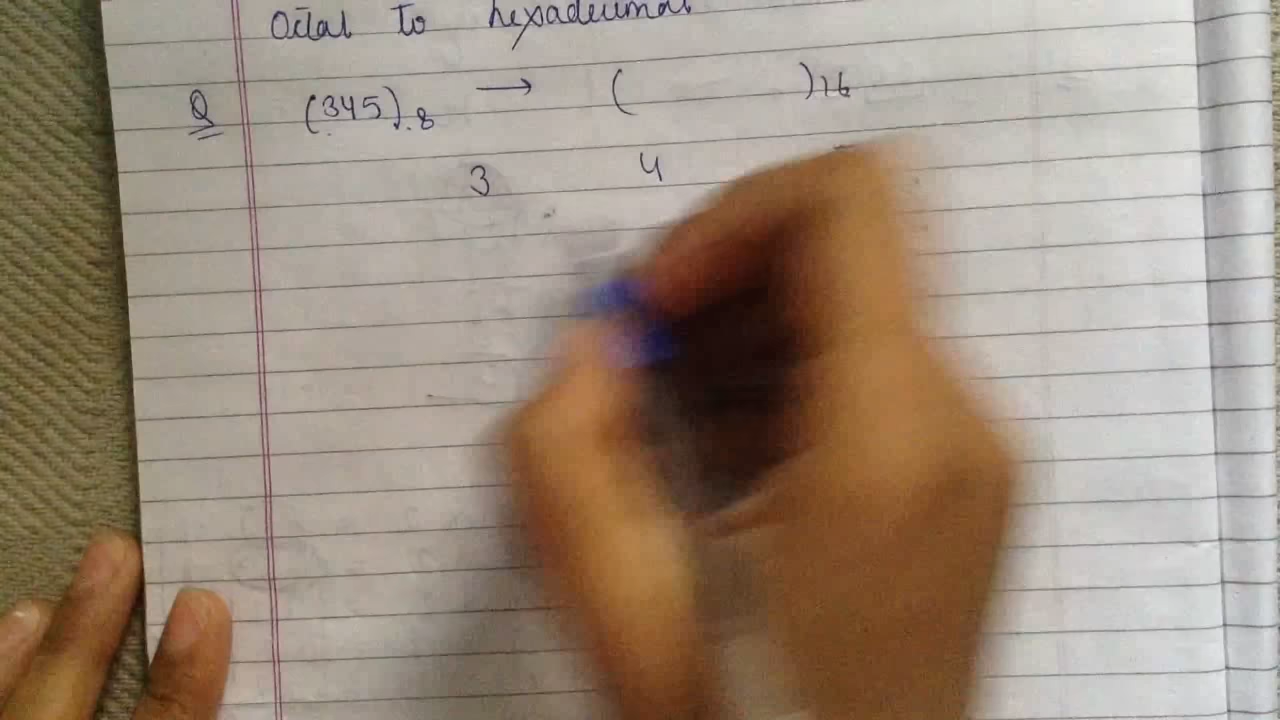 Octal to hexadecimal
Q (345)8 → ( )16
3 4